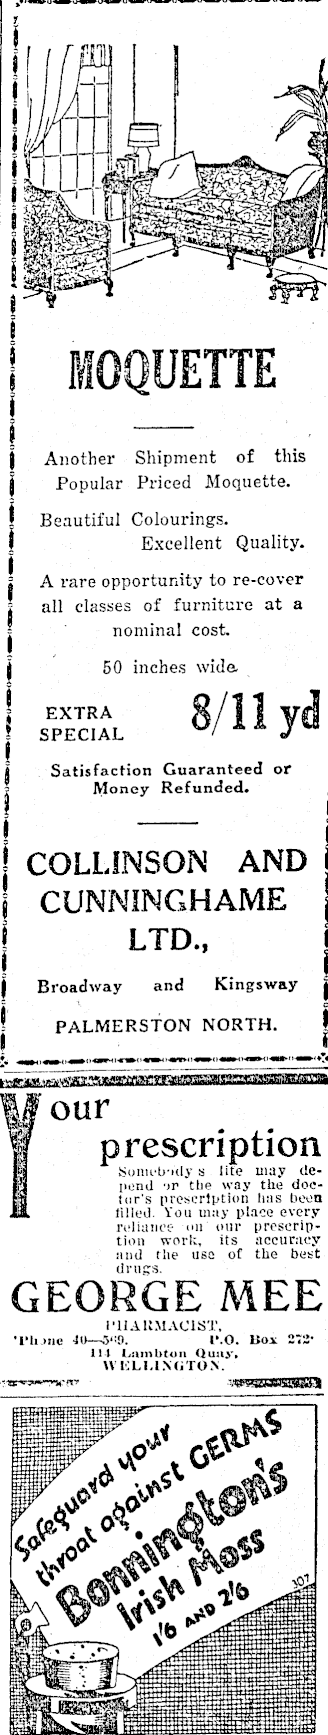 MOQUETTE
Another Shipment of this
Popular Priced Moquette.
Beautiful Colourings.
Excellent Quality.
A rare opportunity to re-cover
all classes of furniture at a
nominal cost.
50 inches wide
EXTRA
SPECIAL
8/11 yd
Satisfaction Guaranteed or
Money Refunded.
COLLINSON AND
CUNNINGHAME
LTD.,
Broadway and Kingsway
PALMERSTON NORTH.
Your
prescription
Somebody's life may de-
pend on the way the doc-
tor's prescription has been
filled. You may place every
reliance on our prescrip-
tion work, its accuracy
and the use of the best
drugs.
GEORGE MEE
PHARMACIST,
'Phone P.O. Box 272
114 Lambton Quay,
WELLINGTON.
Safeguard your
throat against GERMS
Bonnington's
Irish Moss
1'6 AND 2'6
107